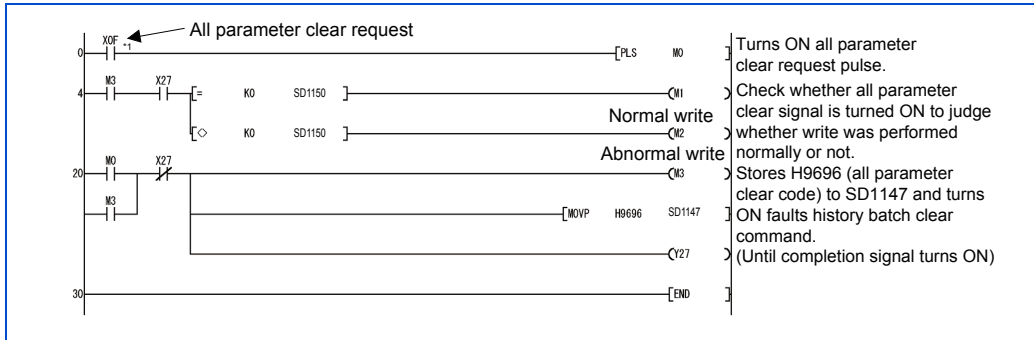 All parameter clear request
X0F *1
0 PLS M0
Turns ON all parameter
clear request pulse.
M3 X27
4 = K0 SD1150 M1
Check whether all parameter
clear signal is turned ON to judge
whether write was performed
normally or not.
Normal write
<> K0 SD1150 M2
Abnormal write
M0 X27
20 M3
Stores H9696 (all parameter
clear code) to SD1147 and turns
ON faults history batch clear
command.
(Until completion signal turns ON)
M3
MOVP H9696 SD1147
Y27
30 END